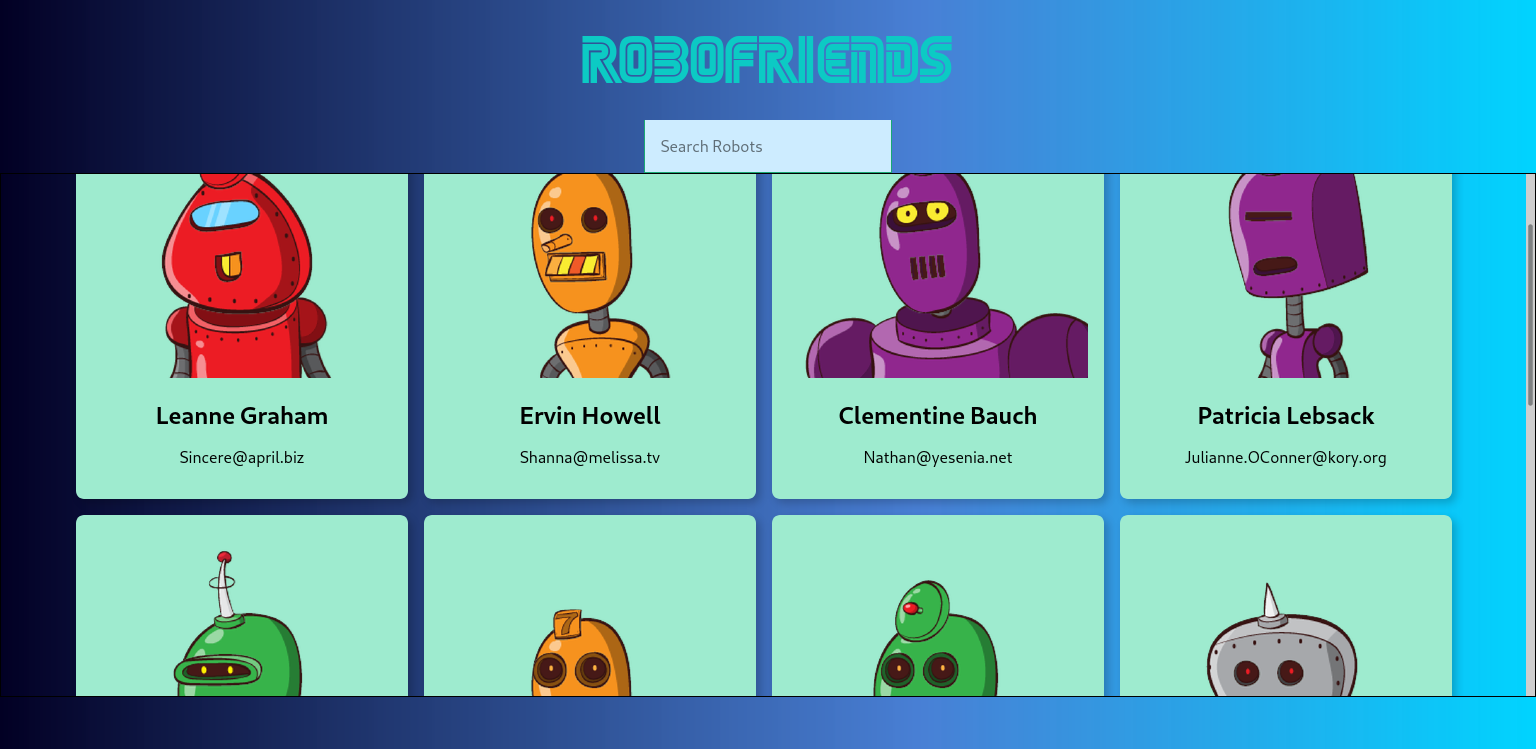 ROBOFRIENDS
Search Robots
Leanne Graham
Sincere@april.biz
Ervin Howell
Shanna@melissa.tv
Clementine Bauch
Nathan@yesenia.net
Patricia Lebsack
Julianne.OConner@kory.org
7